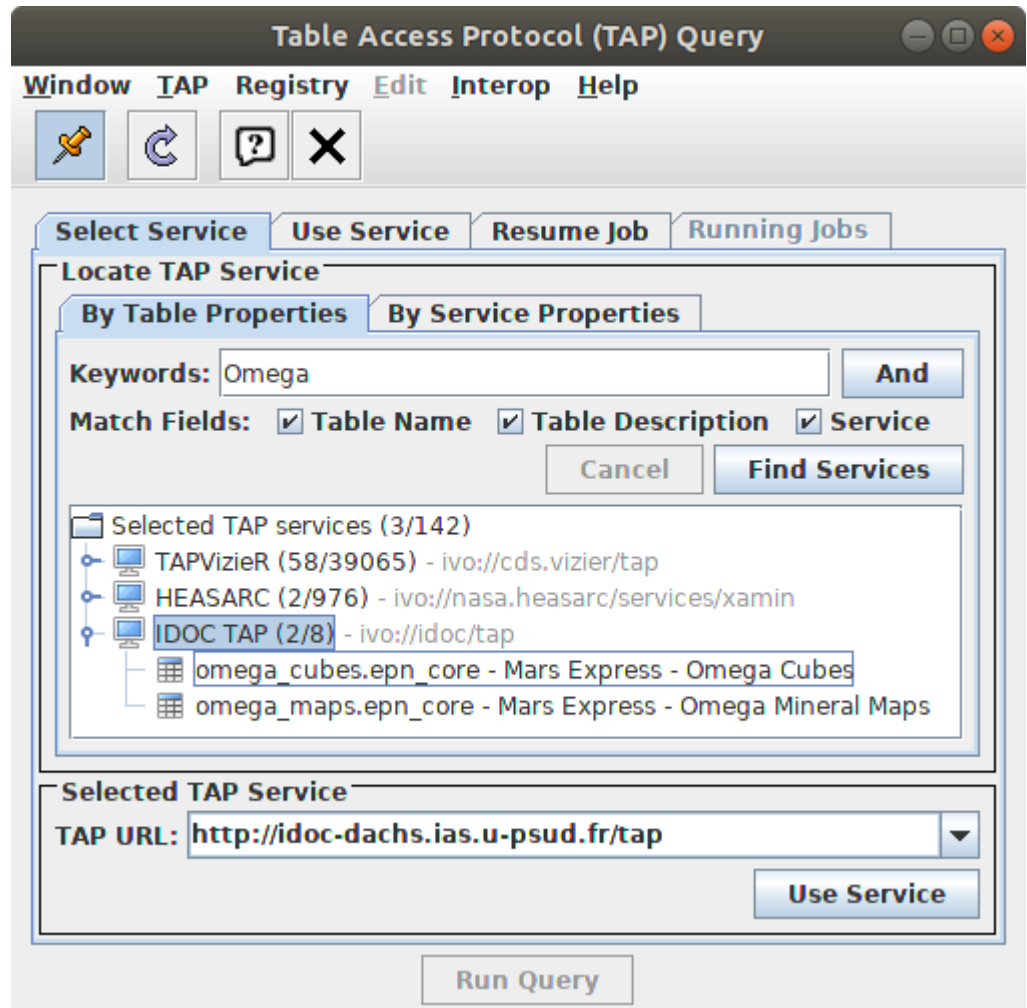 Table Access Protocol (TAP) Query
Window TAP Registry Edit Interop Help
Select Service Use Service Resume Job Running Jobs
Locate TAP Service
By Table Properties By Service Properties
Keywords: Omega And
Match Fields: Table Name Table Description Service
Cancel Find Services
Selected TAP services (3/142)
TAPVizieR (58/39065) - ivo://cds.vizier/tap
HEASARC (2/976) - ivo://nasa.heasarc/services/xamin
IDOC TAP (2/8) - ivo://idoc/tap
omega_cubes.epn_core - Mars Express - Omega Cubes
omega_maps.epn_core - Mars Express - Omega Mineral Maps
Selected TAP Service
TAP URL: http://idoc-dachs.ias.u-psud.fr/tap
Use Service
Run Query